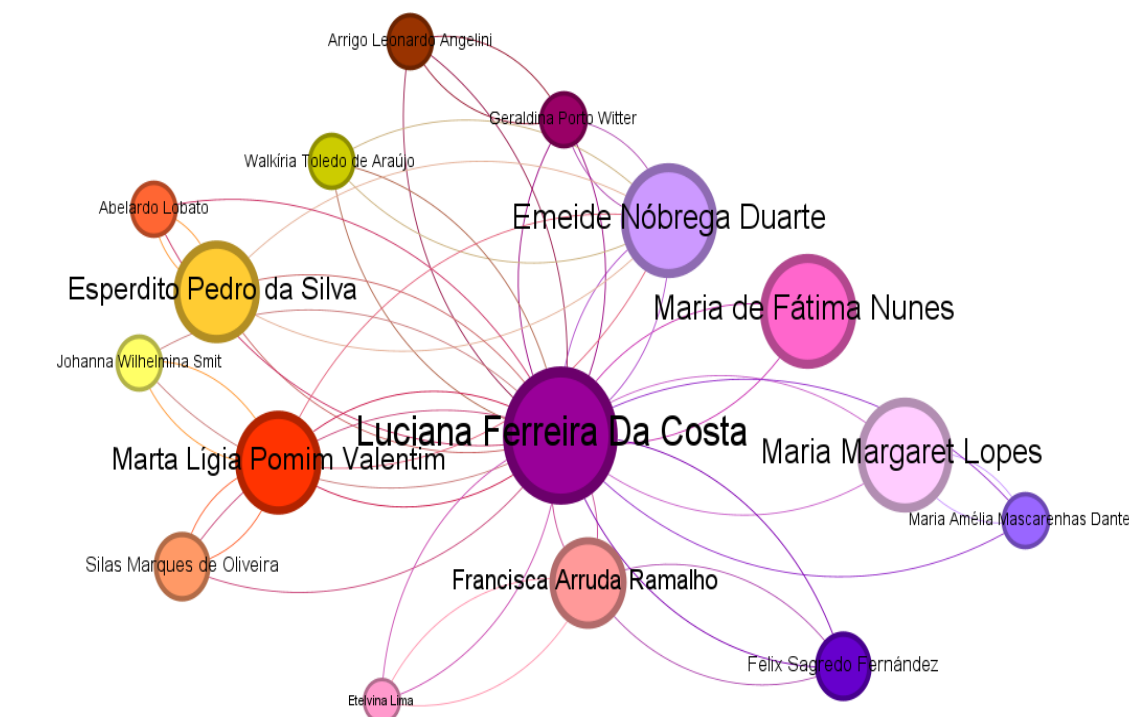 Arrigo Leonardo Angelini
Geraldina Porto Witter
Walkíria Toledo de Araújo
Abelardo Lobato
Emeide Nóbrega Duarte
Esperdito Pedro da Silva
Maria de Fátima Nunes
Johanna Wilhelmina Smit
Luciana Ferreira Da Costa
Marta Lígia Pomim Valentim
Maria Margaret Lopes
Maria Amélia Mascarenhas Dante
Silas Marques de Oliveira
Francisca Arruda Ramalho
Felix Sagredo Fernández
Etelvina Lima